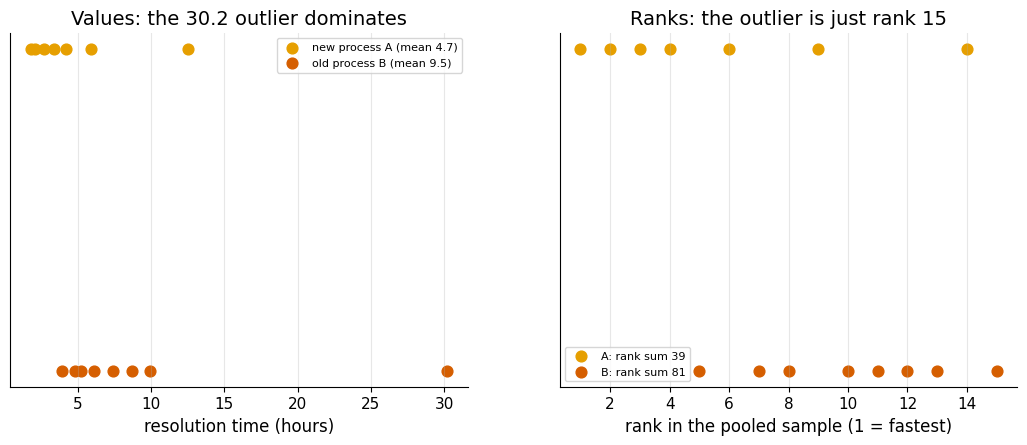 Values: the 30.2 outlier dominates
new process A (mean 4.7)
old process B (mean 9.5)
5 10 15 20 25 30
resolution time (hours)
Ranks: the outlier is just rank 15
A: rank sum 39
B: rank sum 81
2 4 6 8 10 12 14
rank in the pooled sample (1 = fastest)